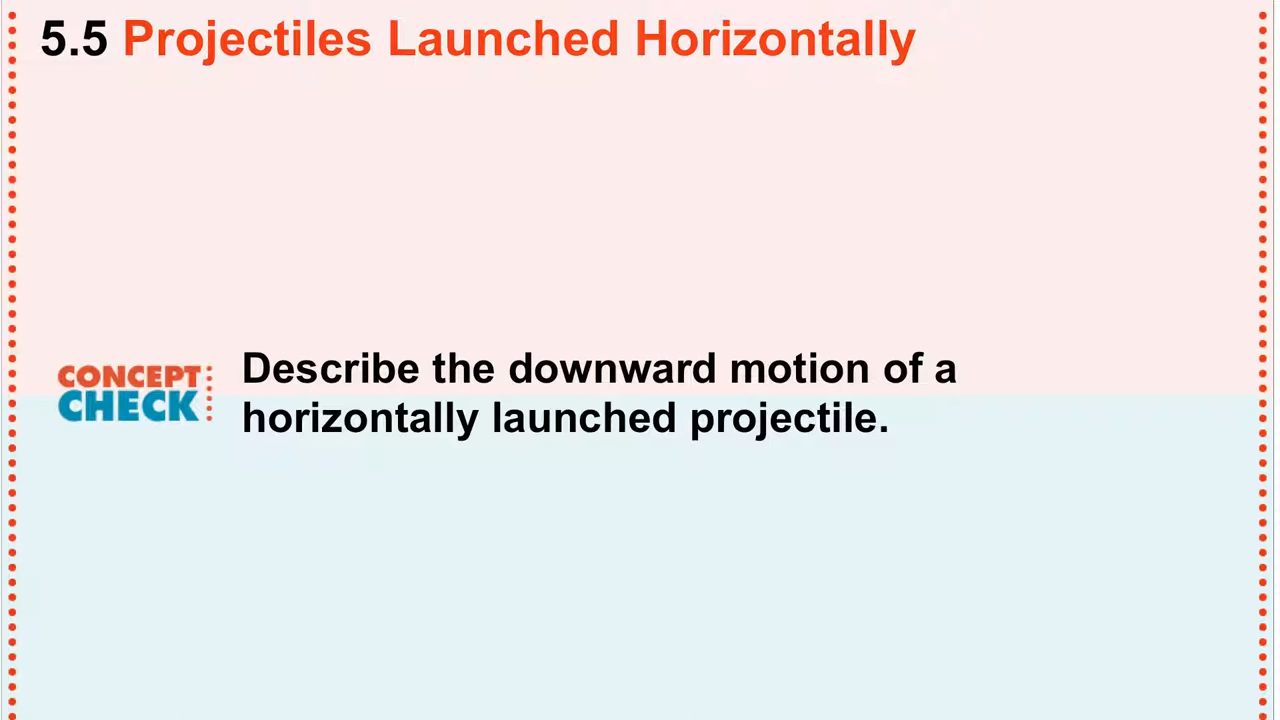 5.5 Projectiles Launched Horizontally
CONCEPT
CHECK
Describe the downward motion of a
horizontally launched projectile.